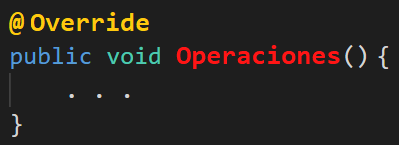 @Override
public void Operaciones(){
    . . .
}